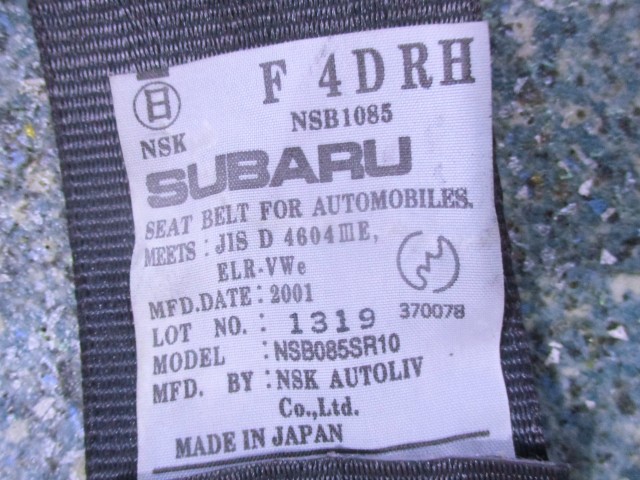 F 4DRH
日
NSK
NSB1085
SUBARU
SEAT BELT FOR AUTOMOBILES.
MEETS: JIS D 4604ⅢE,
ELR-VWe
MFD.DATE: 2001
370078
LOT NO.: 1319
MODEL : NSB085SR10
MFD. BY : NSK AUTOLIV
Co.,Ltd.
MADE IN JAPAN